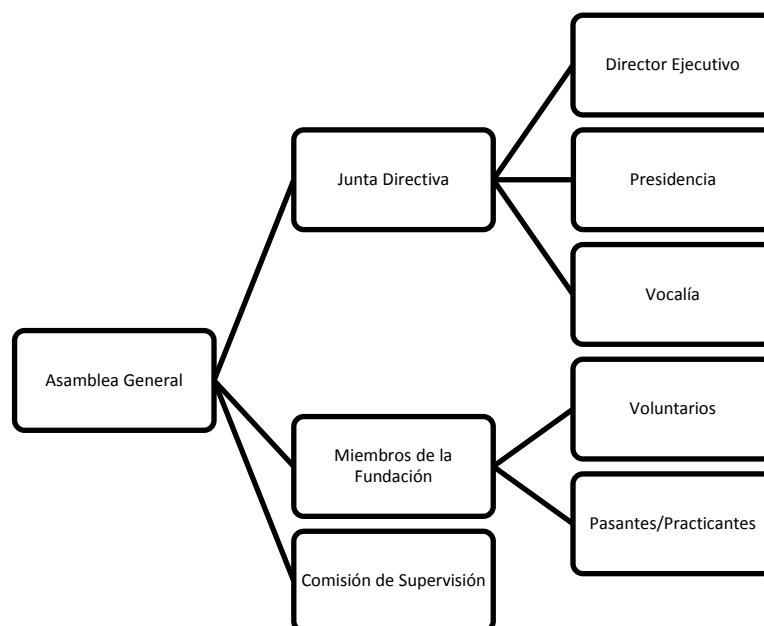 Director Ejecutivo
Junta Directiva
Presidencia
Vocalía
Asamblea General
Voluntarios
Miembros de la
Fundación
Pasantes/Practicantes
Comisión de Supervisión